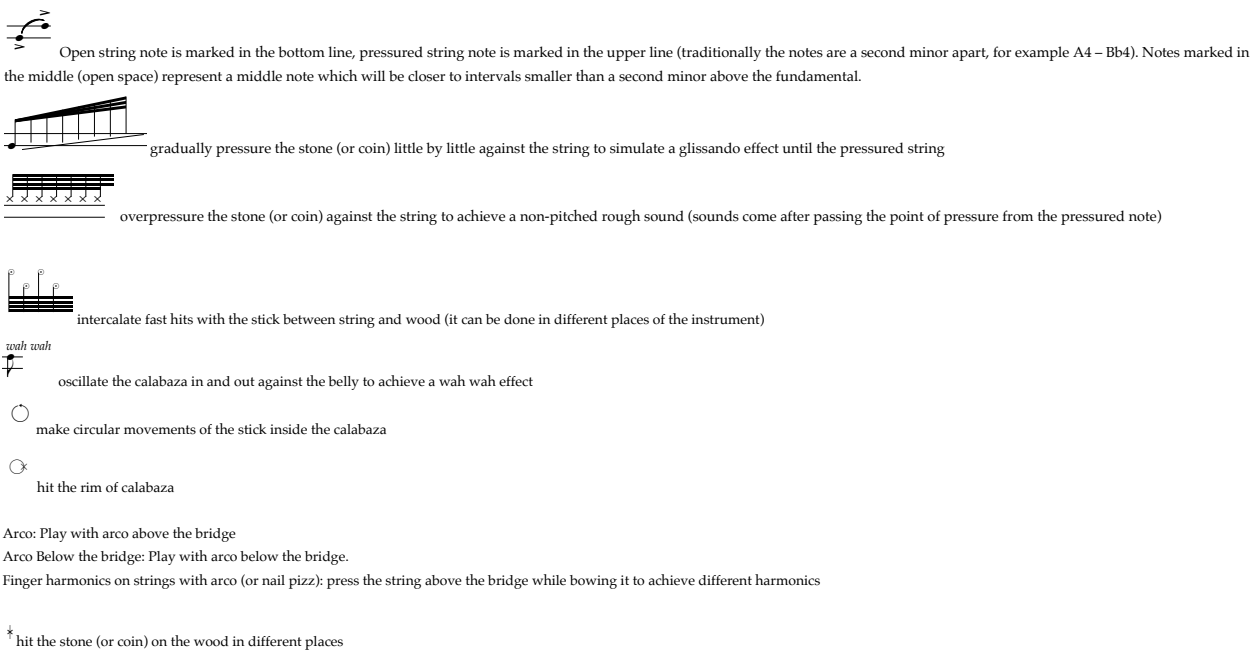 Open string note is marked in the bottom line, pressured string note is marked in the upper line (traditionally the notes are a second minor apart, for example A4 – Bb4). Notes marked in
the middle (open space) represent a middle note which will be closer to intervals smaller than a second minor above the fundamental.
gradually pressure the stone (or coin) little by little against the string to simulate a glissando effect until the pressured string
overpressure the stone (or coin) against the string to achieve a non-pitched rough sound (sounds come after passing the point of pressure from the pressured note)
intercalate fast hits with the stick between string and wood (it can be done in different places of the instrument)
wah wah
oscillate the calabaza in and out against the belly to achieve a wah wah effect
make circular movements of the stick inside the calabaza
hit the rim of calabaza
Arco: Play with arco above the bridge
Arco Below the bridge: Play with arco below the bridge.
Finger harmonics on strings with arco (or nail pizz): press the string above the bridge while bowing it to achieve different harmonics
hit the stone (or coin) on the wood in different places